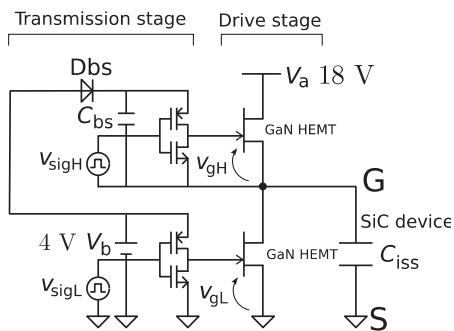 Transmission stage
Drive stage
Dbs
Va 18 V
Cbs
GaN HEMT
vsigH
vgH
G
SiC device
4 V Vb
GaN HEMT
Ciss
vsigL
vgL
S